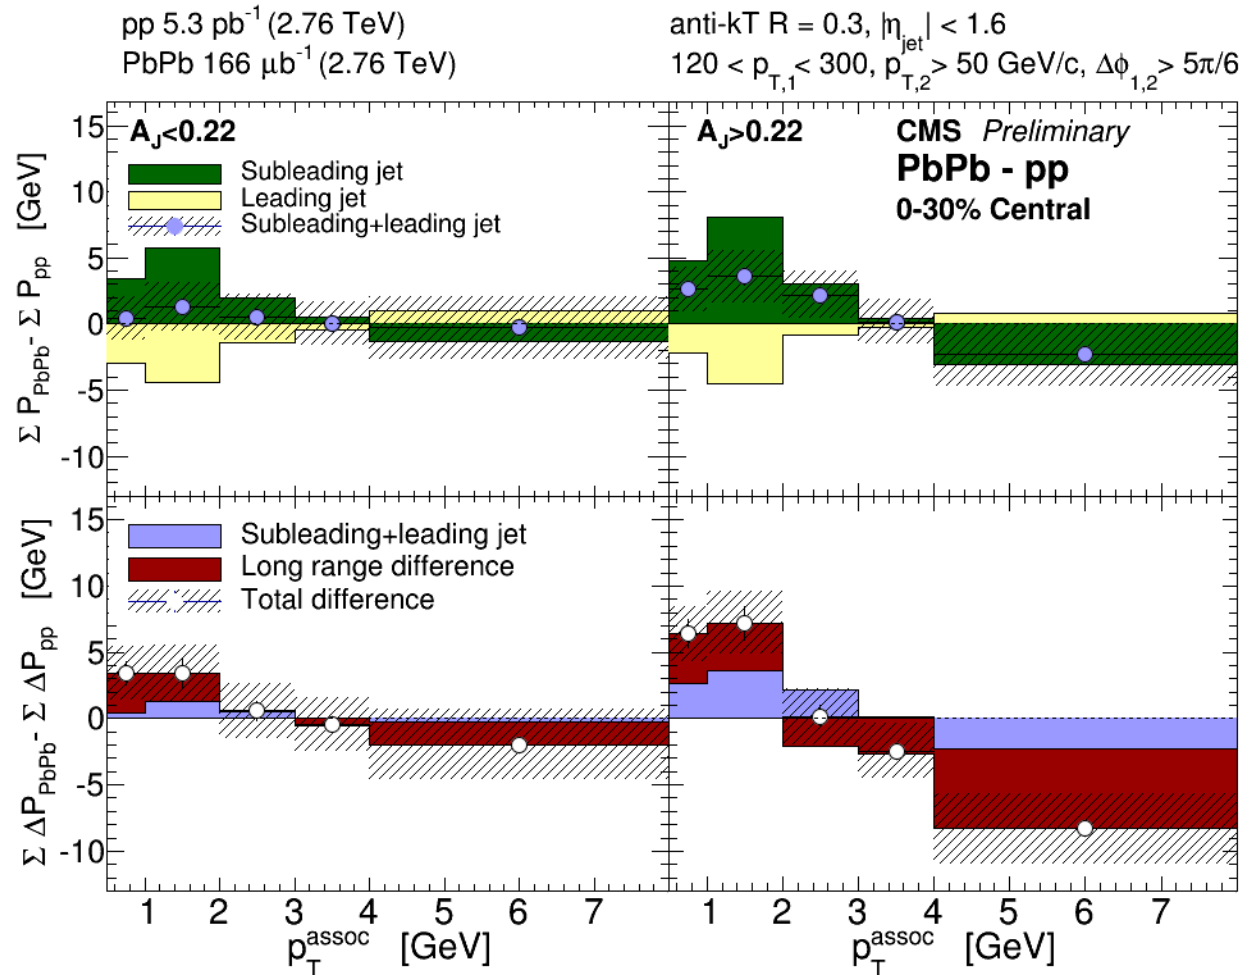 pp 5.3 pb⁻¹ (2.76 TeV)
PbPb 166 μb⁻¹ (2.76 TeV)
anti-kT R = 0.3, |η_jet| < 1.6
120 < p_T,1 < 300, p_T,2 > 50 GeV/c, Δϕ_1,2 > 5π/6
A_J<0.22
Subleading jet
Leading jet
Subleading+leading jet
A_J>0.22
CMS Preliminary
PbPb - pp
0-30% Central
Σ P_PbPb - Σ P_pp [GeV]
15
10
5
0
-5
-10
Subleading+leading jet
Long range difference
Total difference
Σ ΔP_PbPb - Σ ΔP_pp [GeV]
15
10
5
0
-5
-10
1 2 3 4 5 6 7
1 2 3 4 5 6 7
p_T^assoc [GeV]
p_T^assoc [GeV]